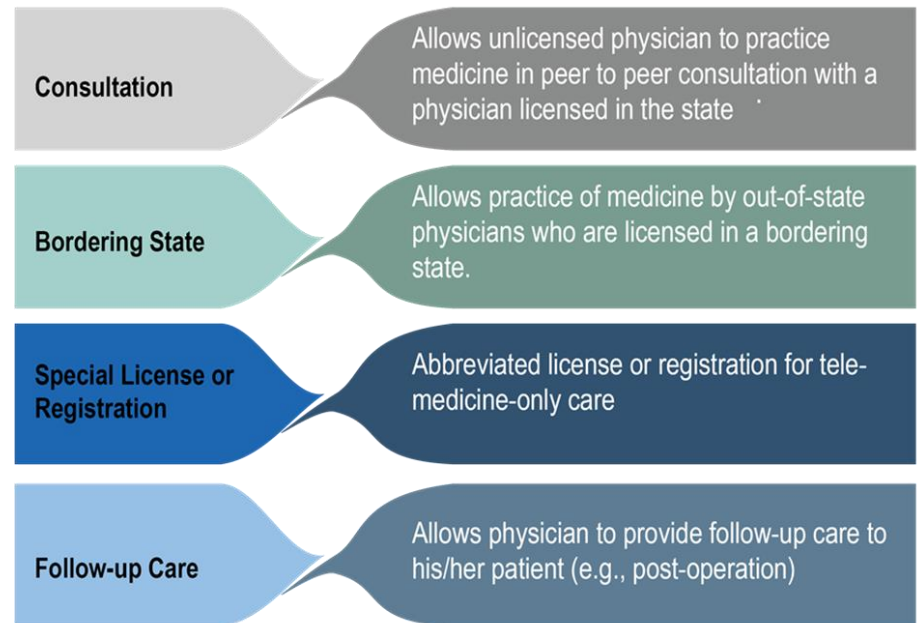 Consultation
Allows unlicensed physician to practice
medicine in peer to peer consultation with a
physician licensed in the state
Bordering State
Allows practice of medicine by out-of-state
physicians who are licensed in a bordering
state.
Special License or
Registration
Abbreviated license or registration for tele-
medicine-only care
Follow-up Care
Allows physician to provide follow-up care to
his/her patient (e.g., post-operation)